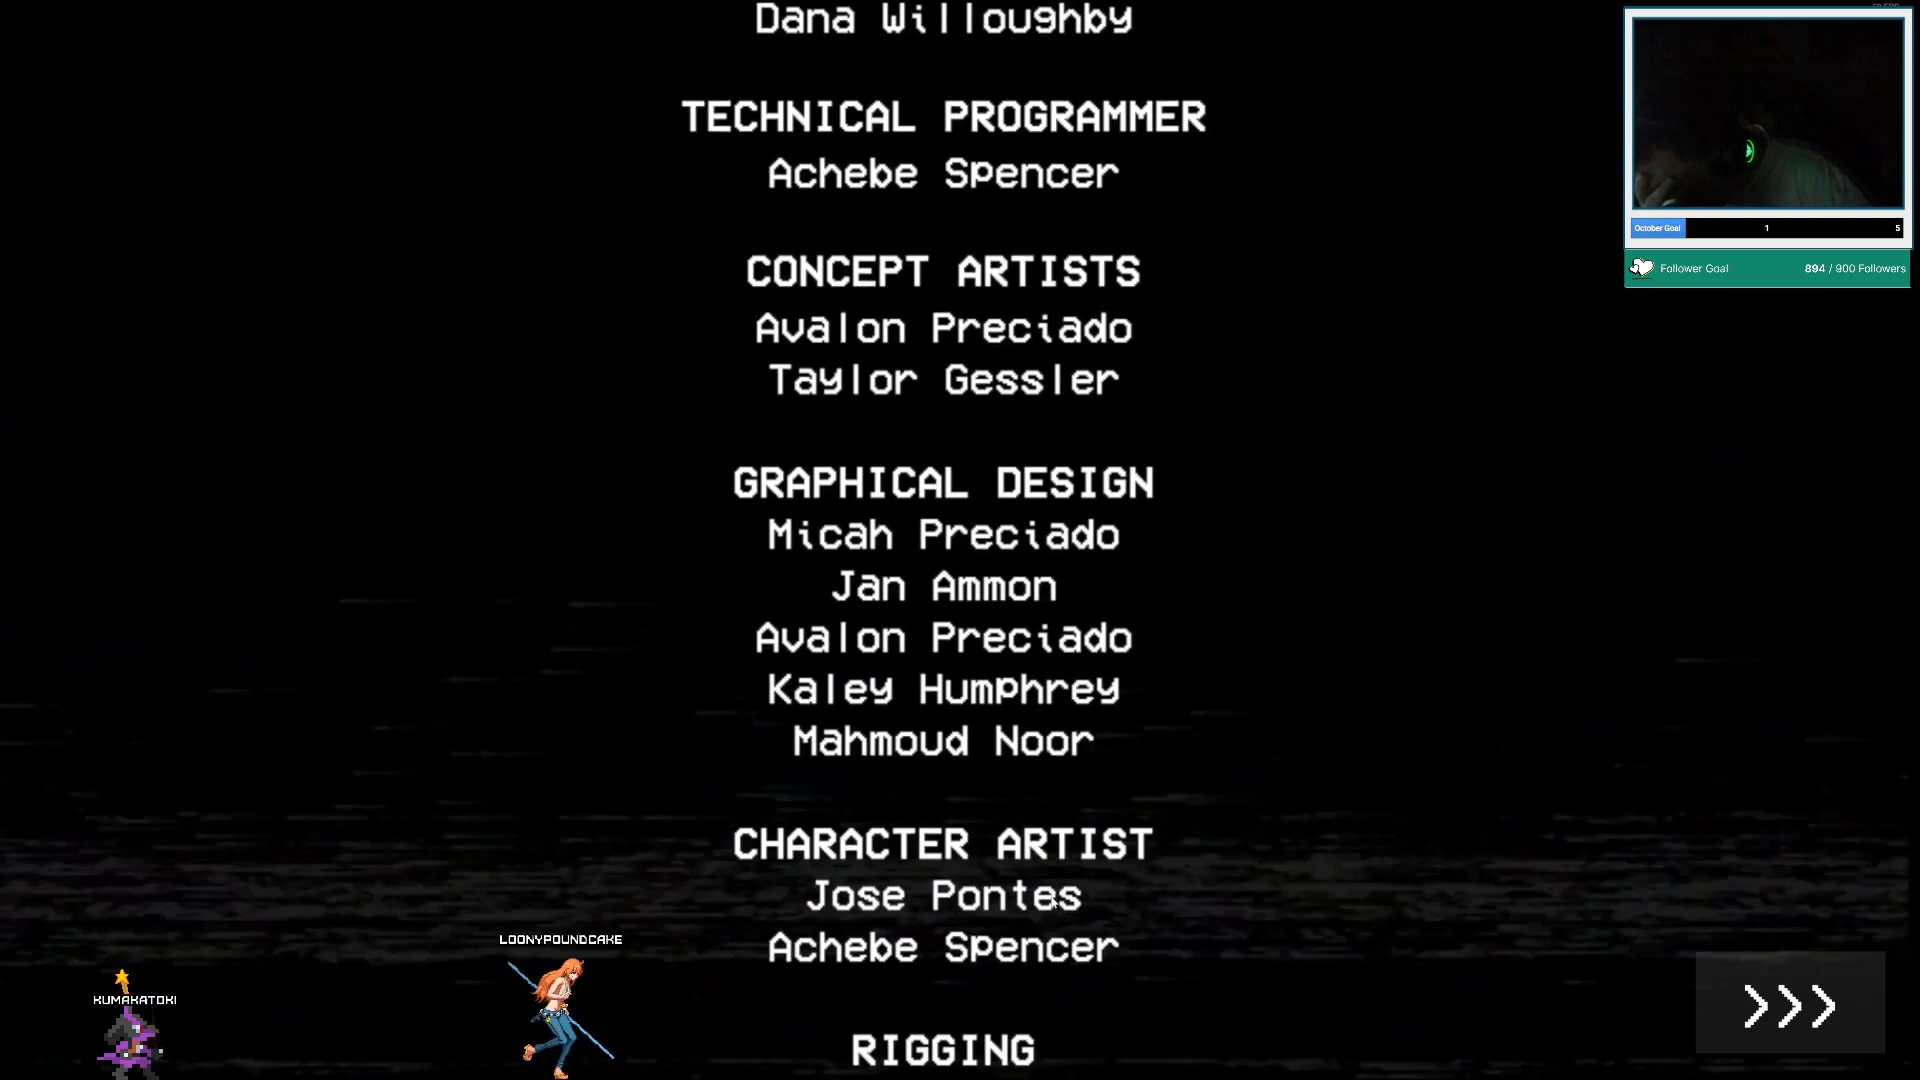 Dana Willoughby
TECHNICAL PROGRAMMER
Achebe Spencer
CONCEPT ARTISTS
Avalon Preciado
Taylor Gessler
GRAPHICAL DESIGN
Micah Preciado
Jan Ammon
Avalon Preciado
Kaley Humphrey
Mahmoud Noor
CHARACTER ARTIST
Jose Pontes
Achebe Spencer
RIGGING
October Goal 1 5
Follower Goal 894 / 900 Followers
LOONYPOUNDCAKE
KUMAKATOKI
>>>